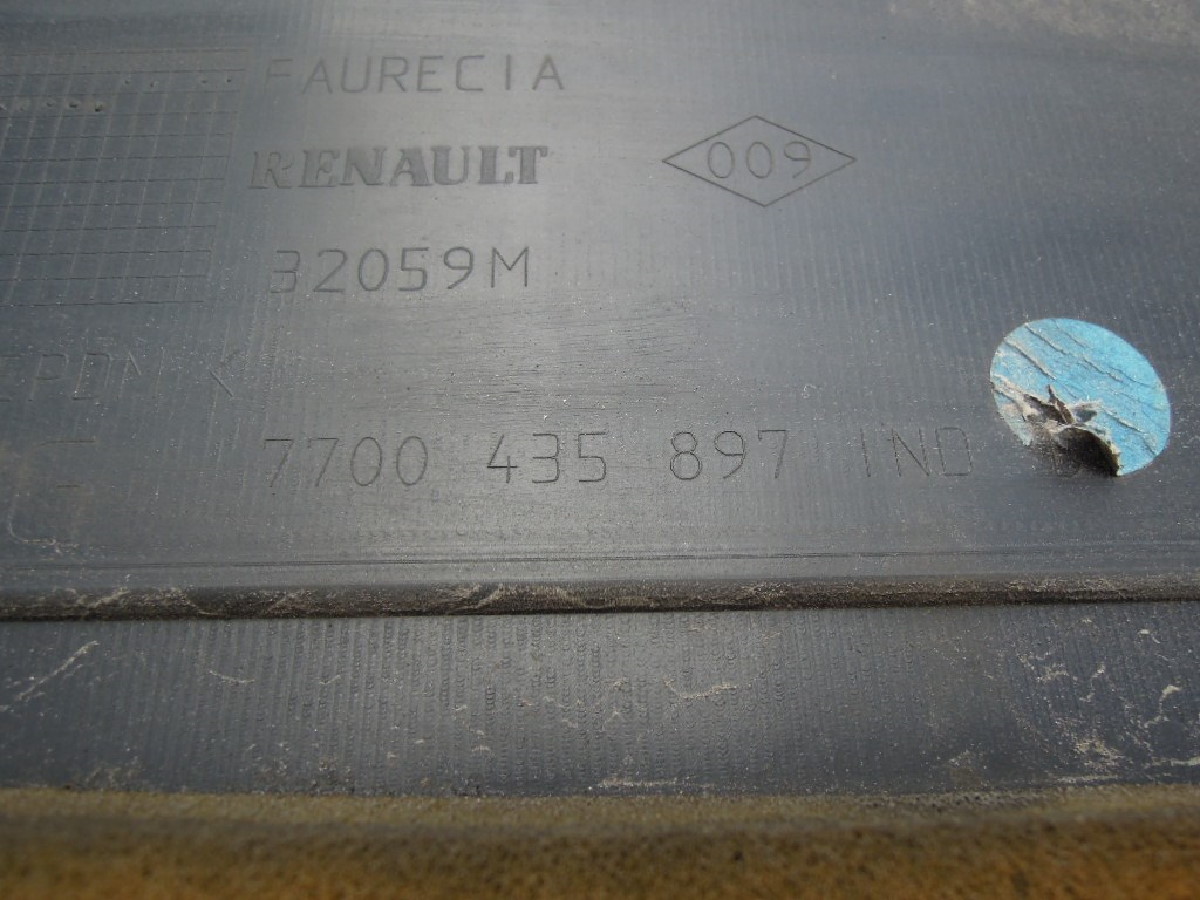 FAURECIA
RENAULT
009
32059M
7700 435 897 IND